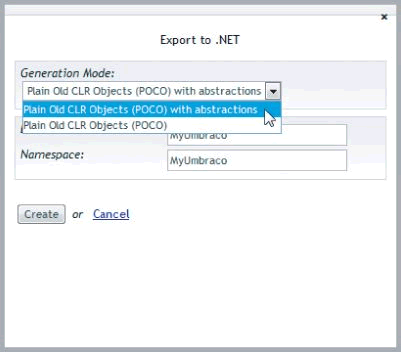 Export to .NET
Generation Mode:
Plain Old CLR Objects (POCO) with abstractions
Plain Old CLR Objects (POCO) with abstractions
Plain Old CLR Objects (POCO)
MyUmbraco
Namespace: MyUmbraco
Create or Cancel